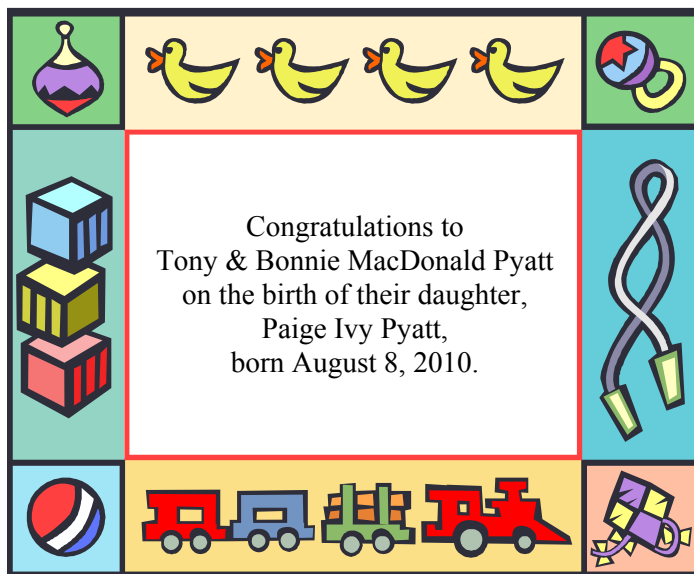 Congratulations to
Tony & Bonnie MacDonald Pyatt
on the birth of their daughter,
Paige Ivy Pyatt,
born August 8, 2010.